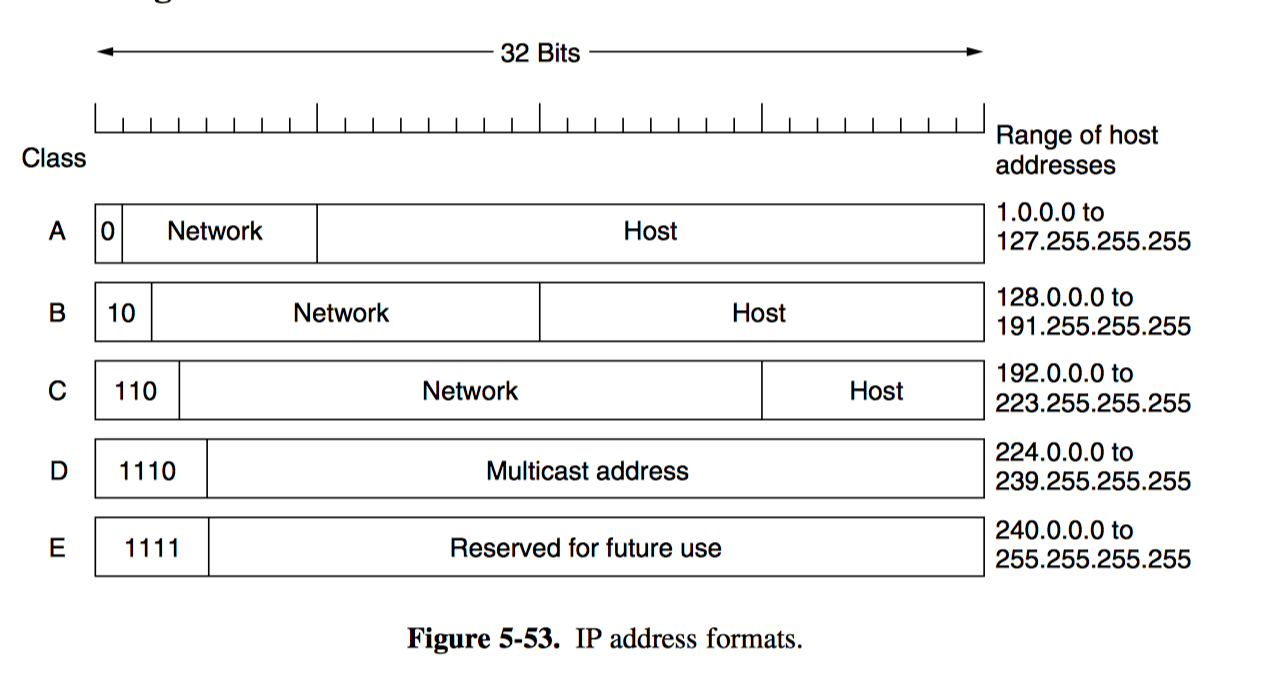 32 Bits
Class
Range of host
addresses
A
0
Network
Host
1.0.0.0 to
127.255.255.255
B
10
Network
Host
128.0.0.0 to
191.255.255.255
C
110
Network
Host
192.0.0.0 to
223.255.255.255
D
1110
Multicast address
224.0.0.0 to
239.255.255.255
E
1111
Reserved for future use
240.0.0.0 to
255.255.255.255
Figure 5-53. IP address formats.